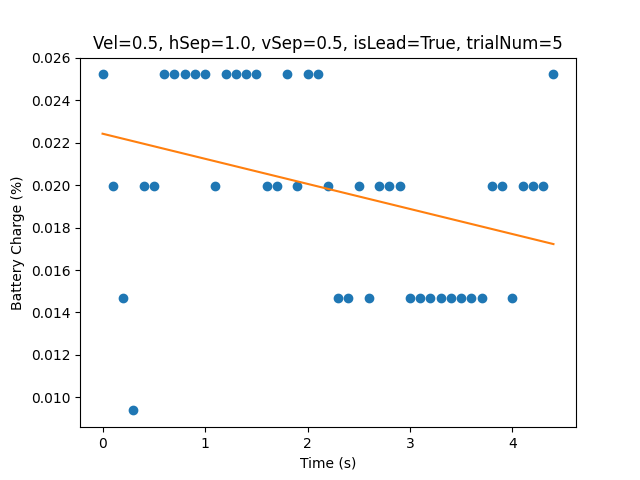 Vel=0.5, hSep=1.0, vSep=0.5, isLead=True, trialNum=5
0.026
0.024
0.022
0.020
0.018
0.016
0.014
0.012
0.010
Battery Charge (%)
0 1 2 3 4
Time (s)